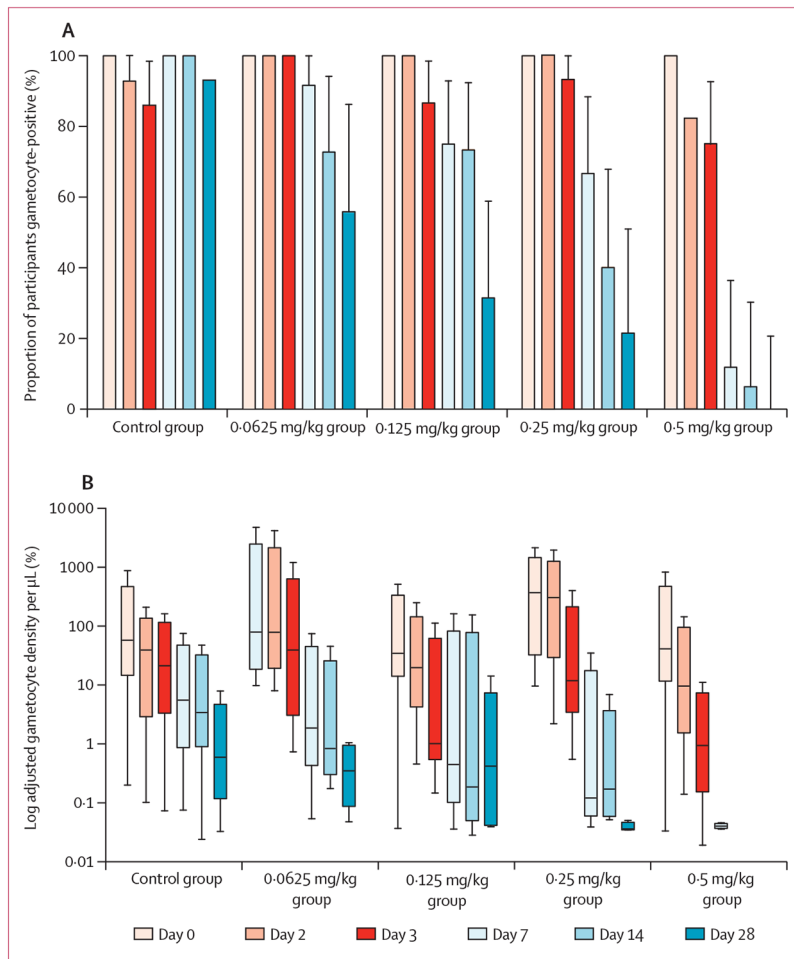 A
Proportion of participants gametocyte-positive (%)
100
80
60
40
20
0
Control group
0·0625 mg/kg group
0·125 mg/kg group
0·25 mg/kg group
0·5 mg/kg group
B
Log adjusted gametocyte density per µL (%)
10 000
1000
100
10
1
0·1
0·01
Control group
0·0625 mg/kg
group
0·125 mg/kg
group
0·25 mg/kg
group
0·5 mg/kg
group
Day 0
Day 2
Day 3
Day 7
Day 14
Day 28